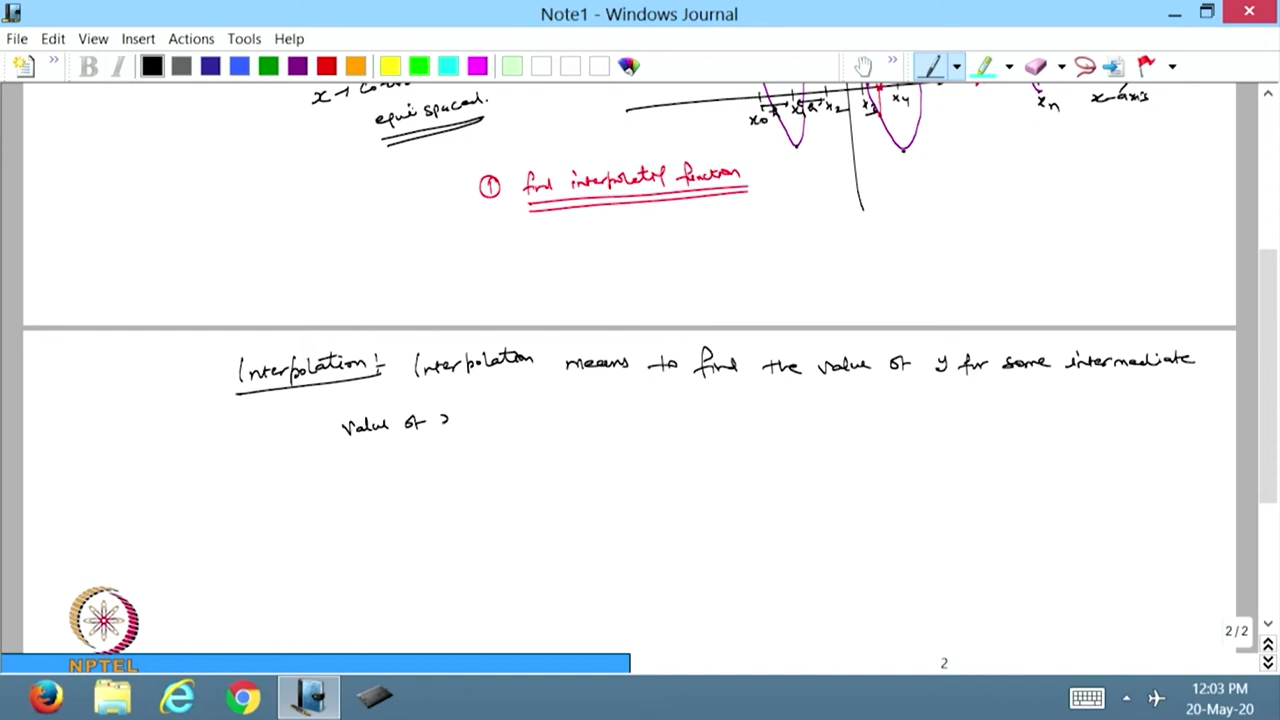 Note1 - Windows Journal
File Edit View Insert Actions Tools Help
equi spaced.
x0 x1 x2 x3 x4 xn x-axis
① find interpolatig function
Interpolation:- Interpolation means to find the value of y for some intermediate
value of
2 / 2
NPTEL
2
12:03 PM
20-May-20